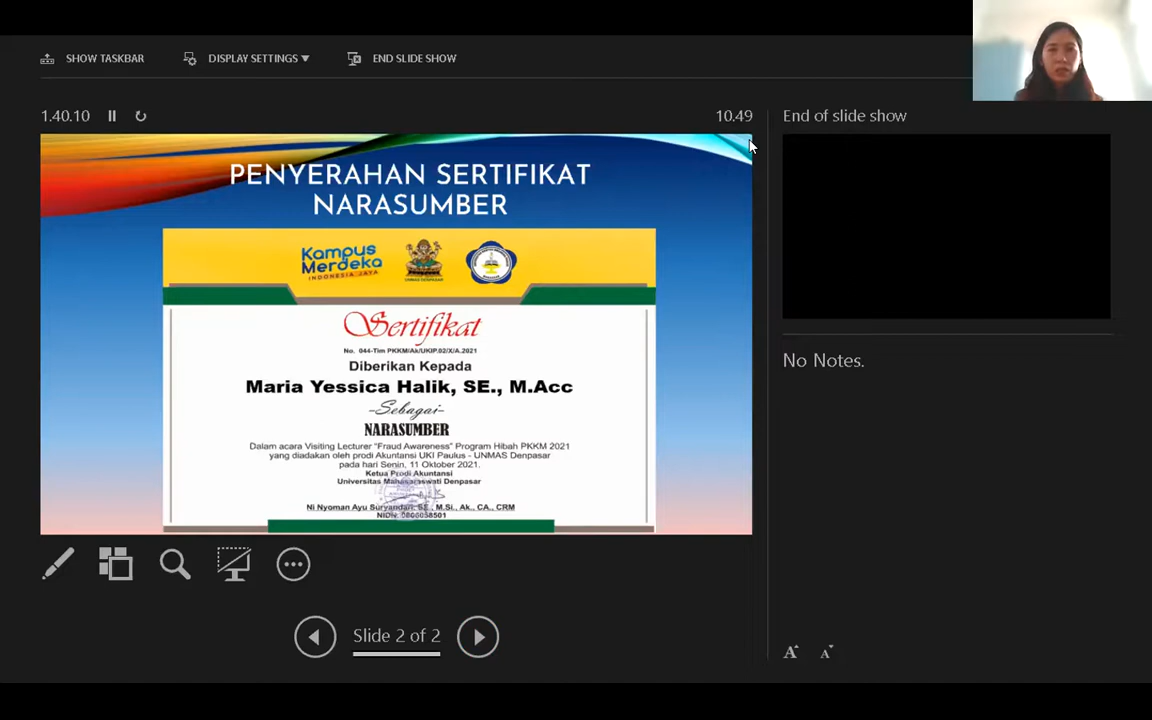 SHOW TASKBAR
DISPLAY SETTINGS ▼
END SLIDE SHOW
1.40.10
10.49
End of slide show
PENYERAHAN SERTIFIKAT
NARASUMBER
Kampus
Merdeka
INDONESIA JAYA
UNMAS DENPASAR
Sertifikat
No. 044-Tim PKKM/Ak/UKIP.02/X/A.2021
Diberikan Kepada
Maria Yessica Halik, SE., M.Acc
-Sebagai-
NARASUMBER
Dalam acara Visiting Lecturer "Fraud Awareness" Program Hibah PKKM 2021
yang diadakan oleh prodi Akuntansi UKI Paulus - UNMAS Denpasar
pada hari Senin, 11 Oktober 2021.
Ketua Prodi Akuntansi
Universitas Mahasaraswati Denpasar
Ni Nyoman Ayu Suryandari, SE., M.Si., Ak., CA., CRM
NIDN:
No Notes.
Slide 2 of 2
A A